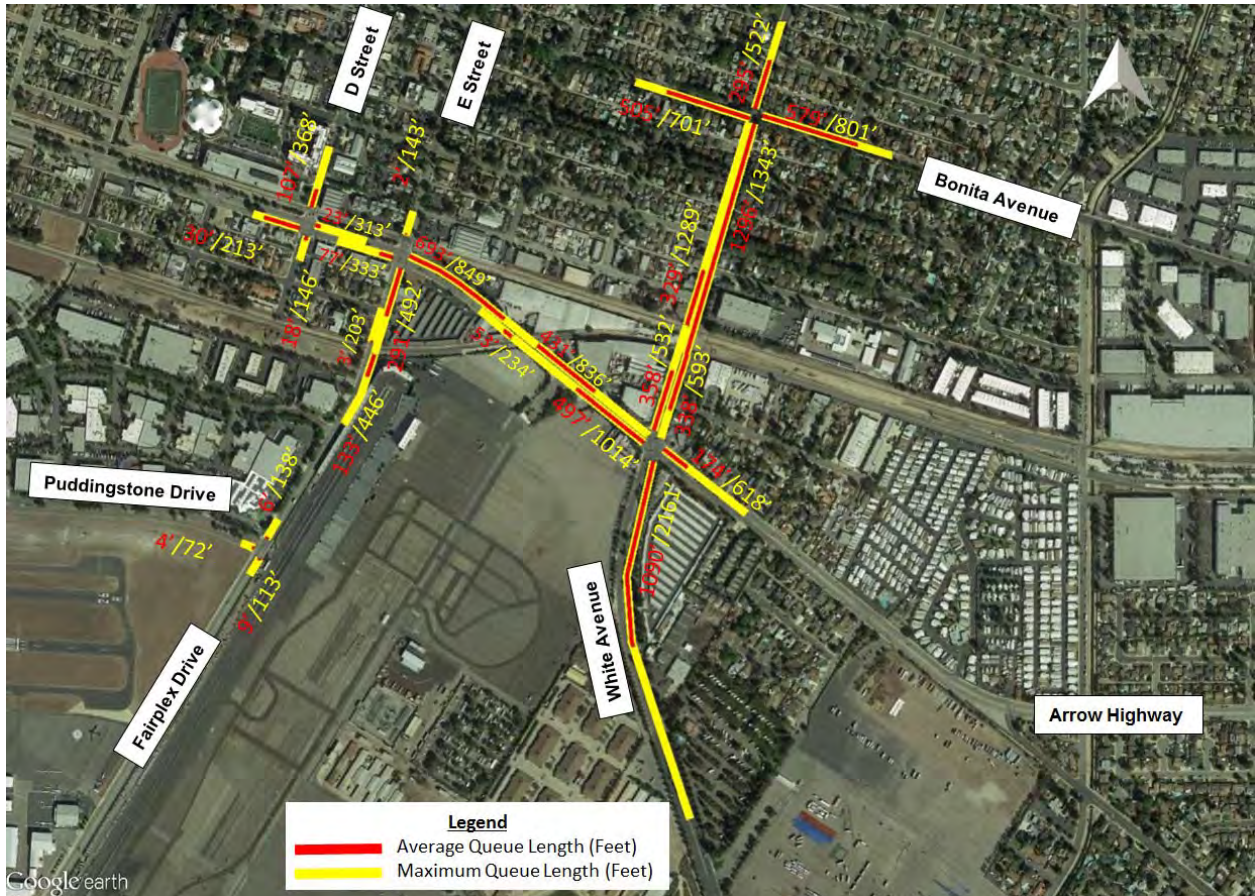 D Street
E Street
295'/522'
505'/701'
579'/801'
107'/368'
2'/143'
Bonita Avenue
23'/313'
30'/213'
71'/333'
693'/849'
1296'/1343'
329'/1289'
18'/146'
3'/203'
291'/492'
53'/234'
431'/836'
358'/532'
338'/593'
497'/1014'
133'/446'
174'/618'
Puddingstone Drive
6'/138'
4'/72'
9'/113'
1090'/2161'
White Avenue
Fairplex Drive
Arrow Highway
Legend
Average Queue Length (Feet)
Maximum Queue Length (Feet)
Google earth